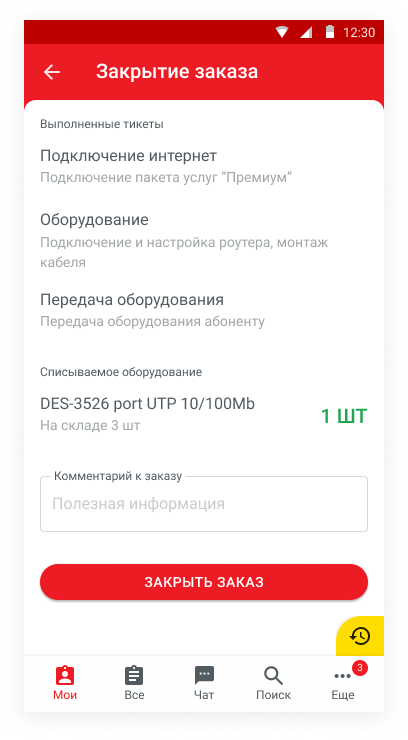 12:30
Закрытие заказа
Выполненные тикеты
Подключение интернет
Подключение пакета услуг “Премиум”
Оборудование
Подключение и настройка роутера, монтаж
кабеля
Передача оборудования
Передача оборудования абоненту
Списываемое оборудование
DES-3526 port UTP 10/100Mb
1 ШТ
На складе 3 шт
Комментарий к заказу
Полезная информация
ЗАКРЫТЬ ЗАКАЗ
3
Мои Все Чат Поиск Еще